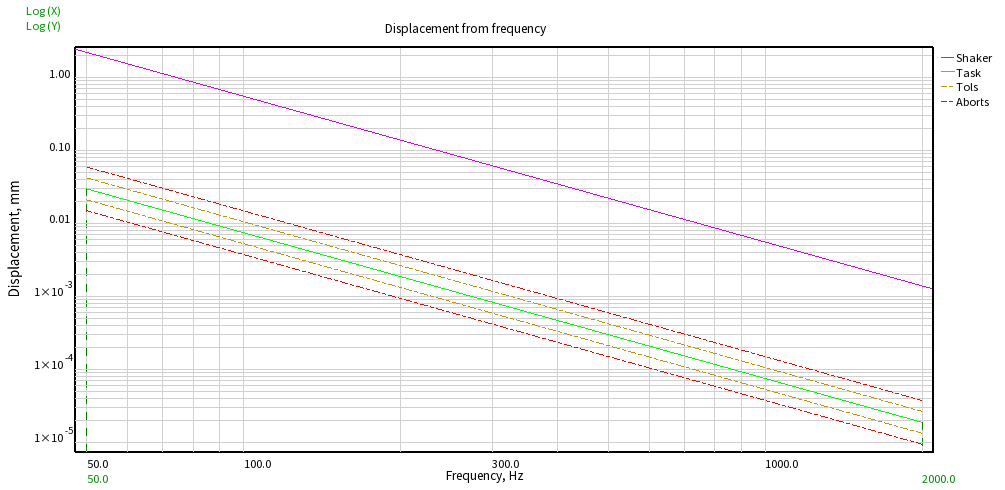 Log (X)
Log (Y)
Displacement from frequency
Shaker
Task
Tols
Aborts
Displacement, mm
1.00
0.10
0.01
1×10⁻³
1×10⁻⁴
1×10⁻⁵
50.0 100.0 300.0 1000.0
Frequency, Hz
50.0 2000.0